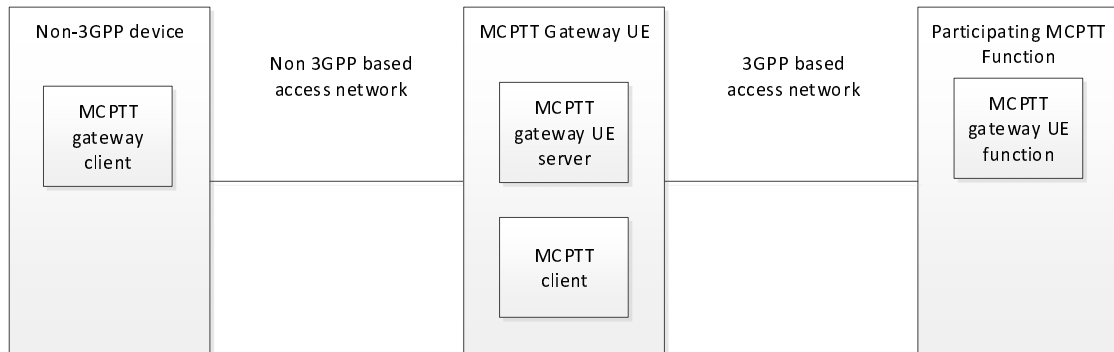 Non-3GPP device
MCPTT
gateway
client
Non 3GPP based
access network
MCPTT Gateway UE
MCPTT
gateway UE
server
MCPTT
client
3GPP based
access network
Participating MCPTT
Function
MCPTT
gateway UE
function